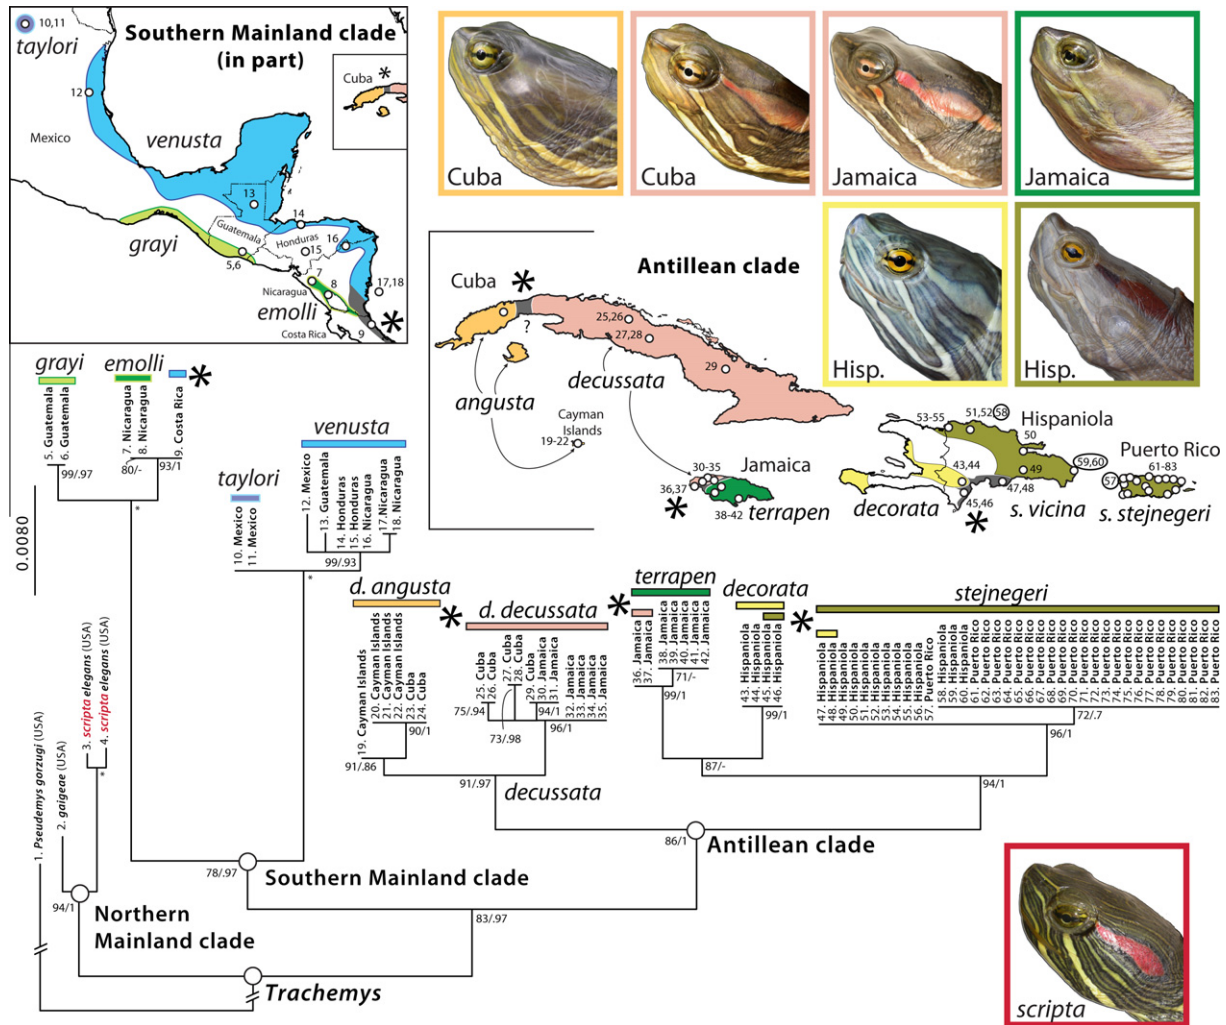 10,11
taylori
Southern Mainland clade
(in part)
Cuba
*
12
Mexico
venusta
13
14
Guatemala
Honduras
15
16
grayi
5,6
7
8
Nicaragua
emolli
17,18
Costa Rica
9
*
Cuba
Cuba
Jamaica
Jamaica
Hisp.
Hisp.
Antillean clade
Cuba
*
?
25,26
27,28
29
decussata
angusta
Cayman
Islands
19-22
Jamaica
30-35
36,37
*
38-42
terrapen
53-55
51,52
58
Hispaniola
50
43,44
49
59,60
45,46
47,48
decorata
*
s. vicina
Puerto Rico
57
61-83
s. stejnegeri
0.0080
grayi
5. Guatemala
6. Guatemala
99/.97
emolli
7. Nicaragua
8. Nicaragua
80/-
*
9. Costa Rica
93/1
*
taylori
10. Mexico
11. Mexico
venusta
12. Mexico
13. Guatemala
14. Honduras
15. Honduras
16. Nicaragua
17.Nicaragua
18. Nicaragua
99/.93
*
d. angusta
*
19. Cayman Islands
20. Cayman Islands
21. Cayman Islands
22. Cayman Islands
23. Cuba
24. Cuba
90/1
91/.86
d. decussata
25. Cuba
26. Cuba
27. Cuba
28. Cuba
29. Cuba
30. Jamaica
31. Jamaica
32. Jamaica
33. Jamaica
34. Jamaica
35. Jamaica
75/.94
73/.98
94/1
96/1
91/.97
decussata
terrapen
*
36. Jamaica
37. Jamaica
38. Jamaica
39. Jamaica
40. Jamaica
41. Jamaica
42. Jamaica
71/-
99/1
decorata
*
43. Hispaniola
44. Hispaniola
45. Hispaniola
46. Hispaniola
99/1
87/-
stejnegeri
47. Hispaniola
48. Hispaniola
49. Hispaniola
50. Hispaniola
51. Hispaniola
52. Hispaniola
53. Hispaniola
54. Hispaniola
55. Hispaniola
56. Hispaniola
57. Puerto Rico
58. Hispaniola
59. Hispaniola
60. Hispaniola
61. Puerto Rico
62. Puerto Rico
63. Puerto Rico
64. Puerto Rico
65. Puerto Rico
66. Puerto Rico
67. Puerto Rico
68. Puerto Rico
69. Puerto Rico
70. Puerto Rico
71. Puerto Rico
72. Puerto Rico
73. Puerto Rico
74. Puerto Rico
75. Puerto Rico
76. Puerto Rico
77. Puerto Rico
78. Puerto Rico
79. Puerto Rico
80. Puerto Rico
81. Puerto Rico
82. Puerto Rico
83. Puerto Rico
72/.7
96/1
94/1
86/1
Antillean clade
1. Pseudemys gorzugi (USA)
2. gaigeae (USA)
3. scripta elegans (USA)
4. scripta elegans (USA)
*
94/1
Northern
Mainland clade
78/.97
Southern Mainland clade
83/.97
Trachemys
scripta